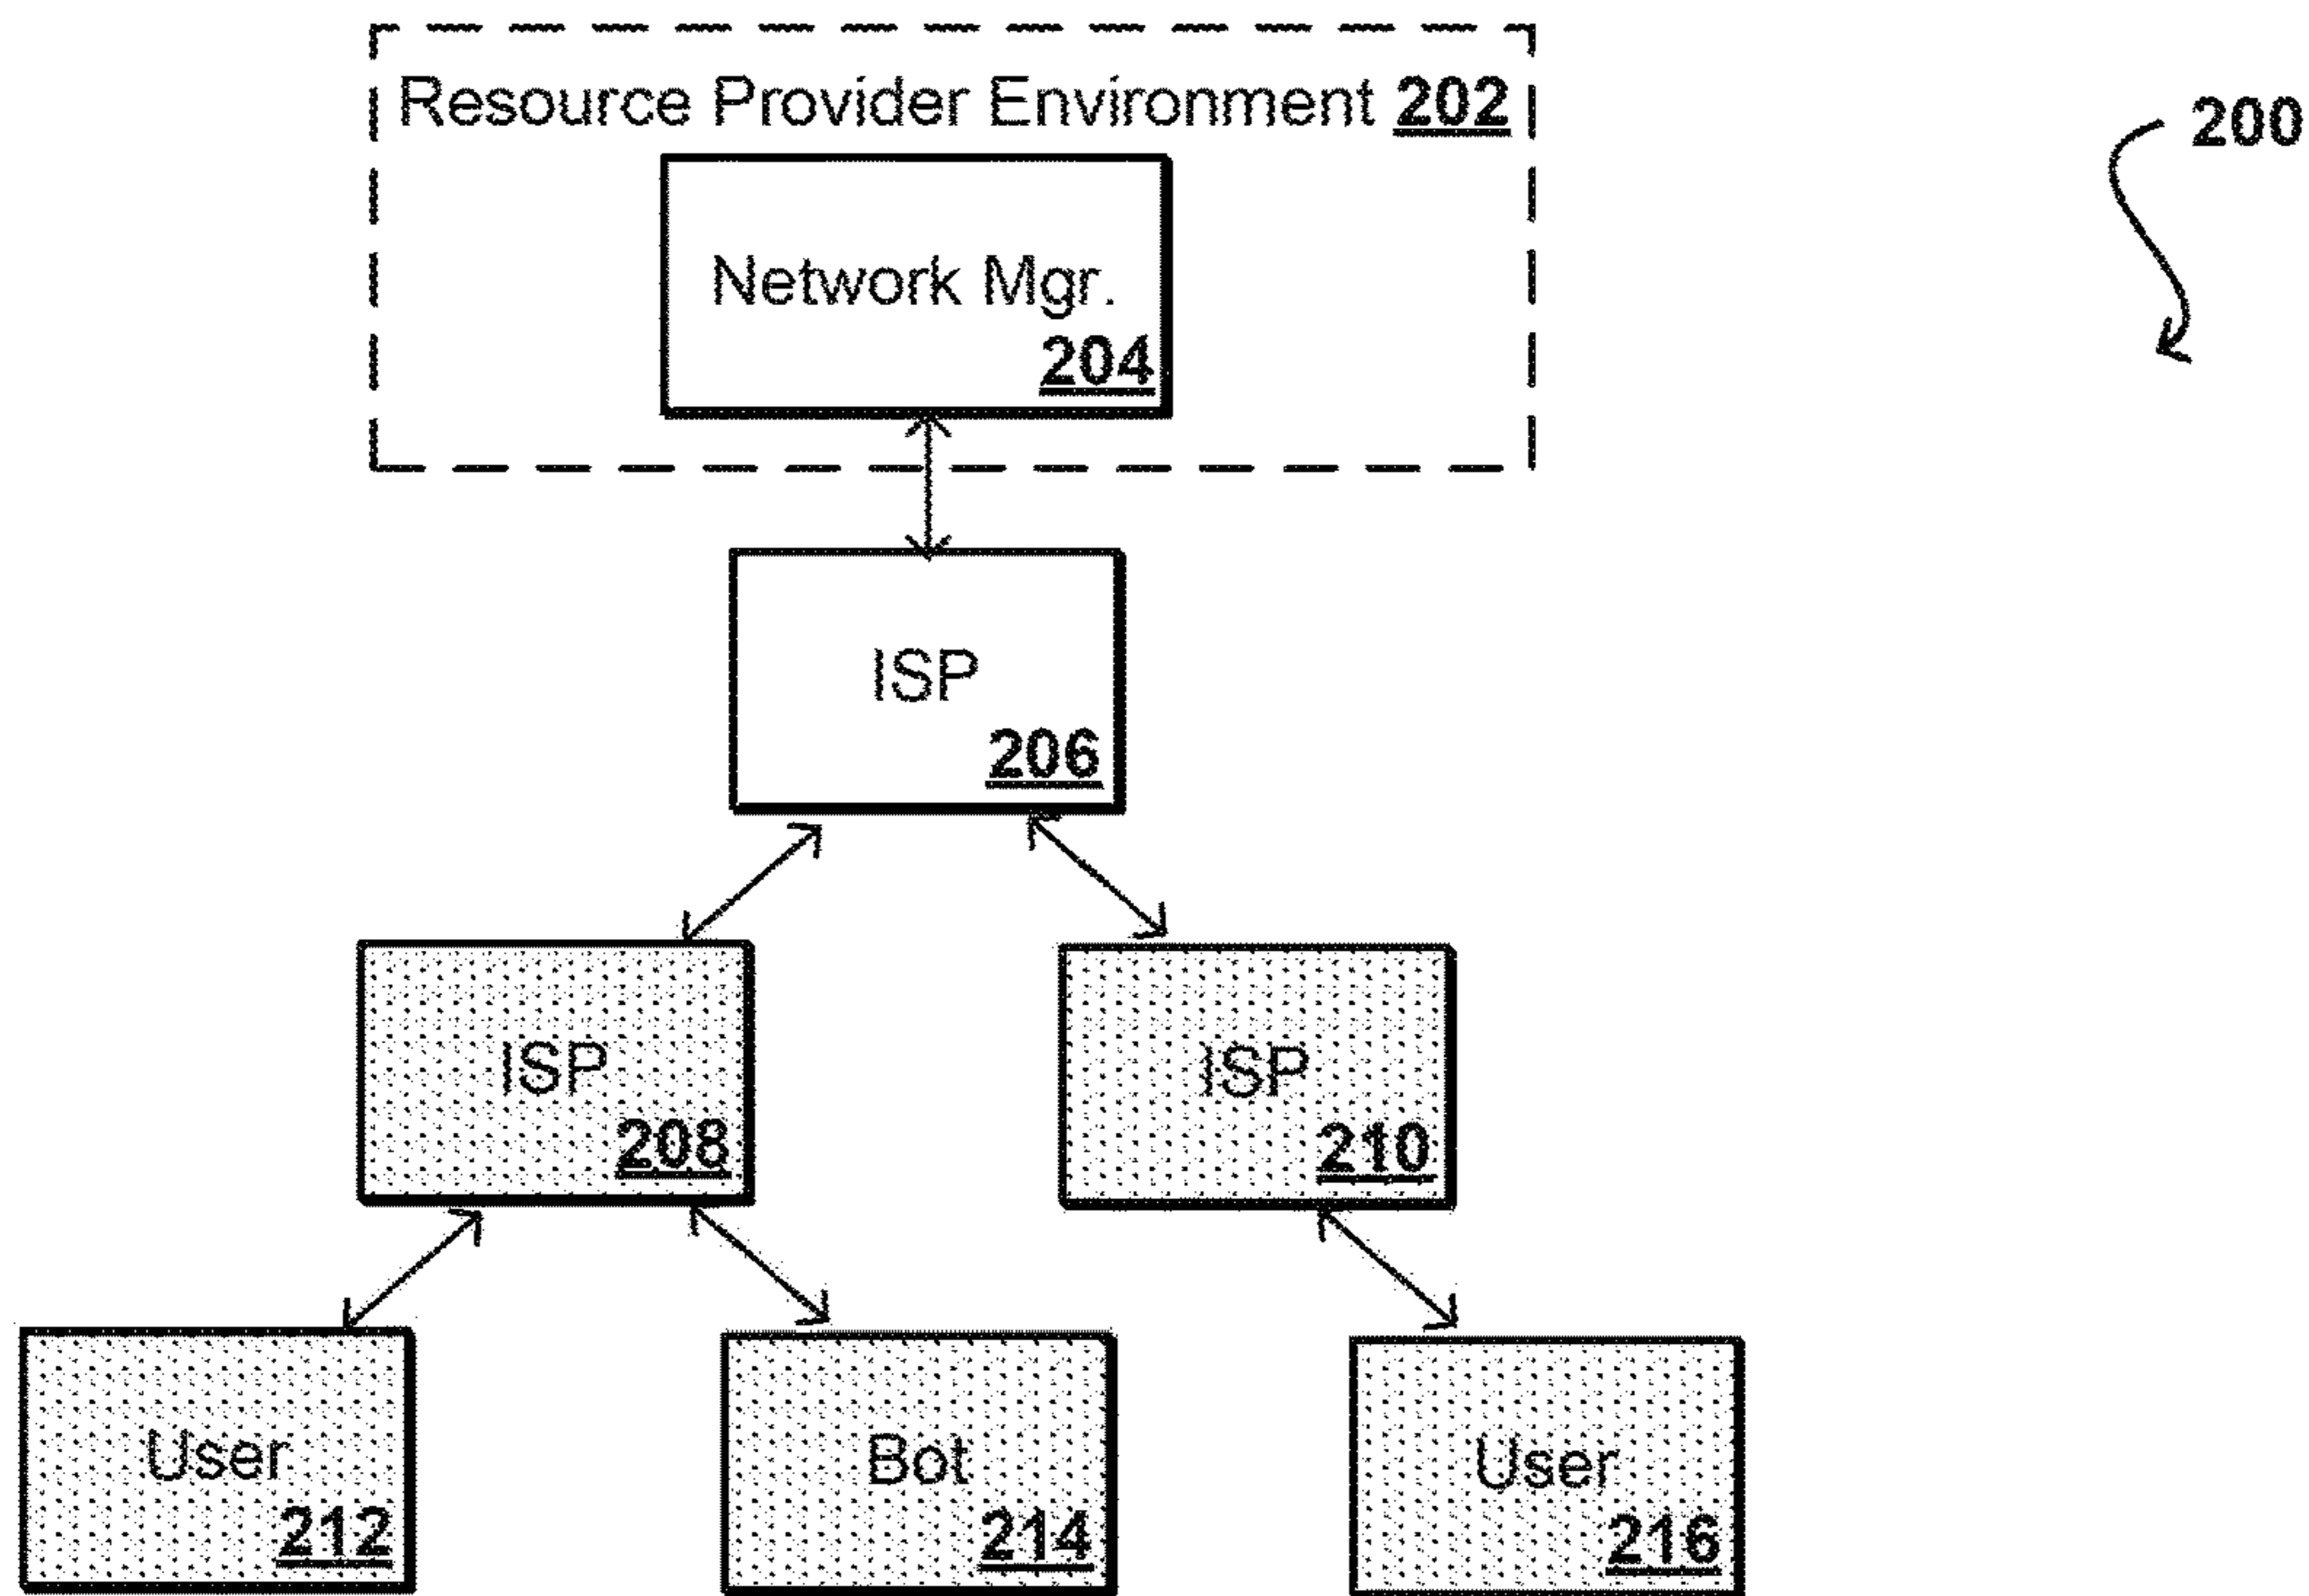 Resource Provider Environment 202
200
Network Mgr.
204
ISP
206
ISP
208
ISP
210
User
212
Bot
214
User
216